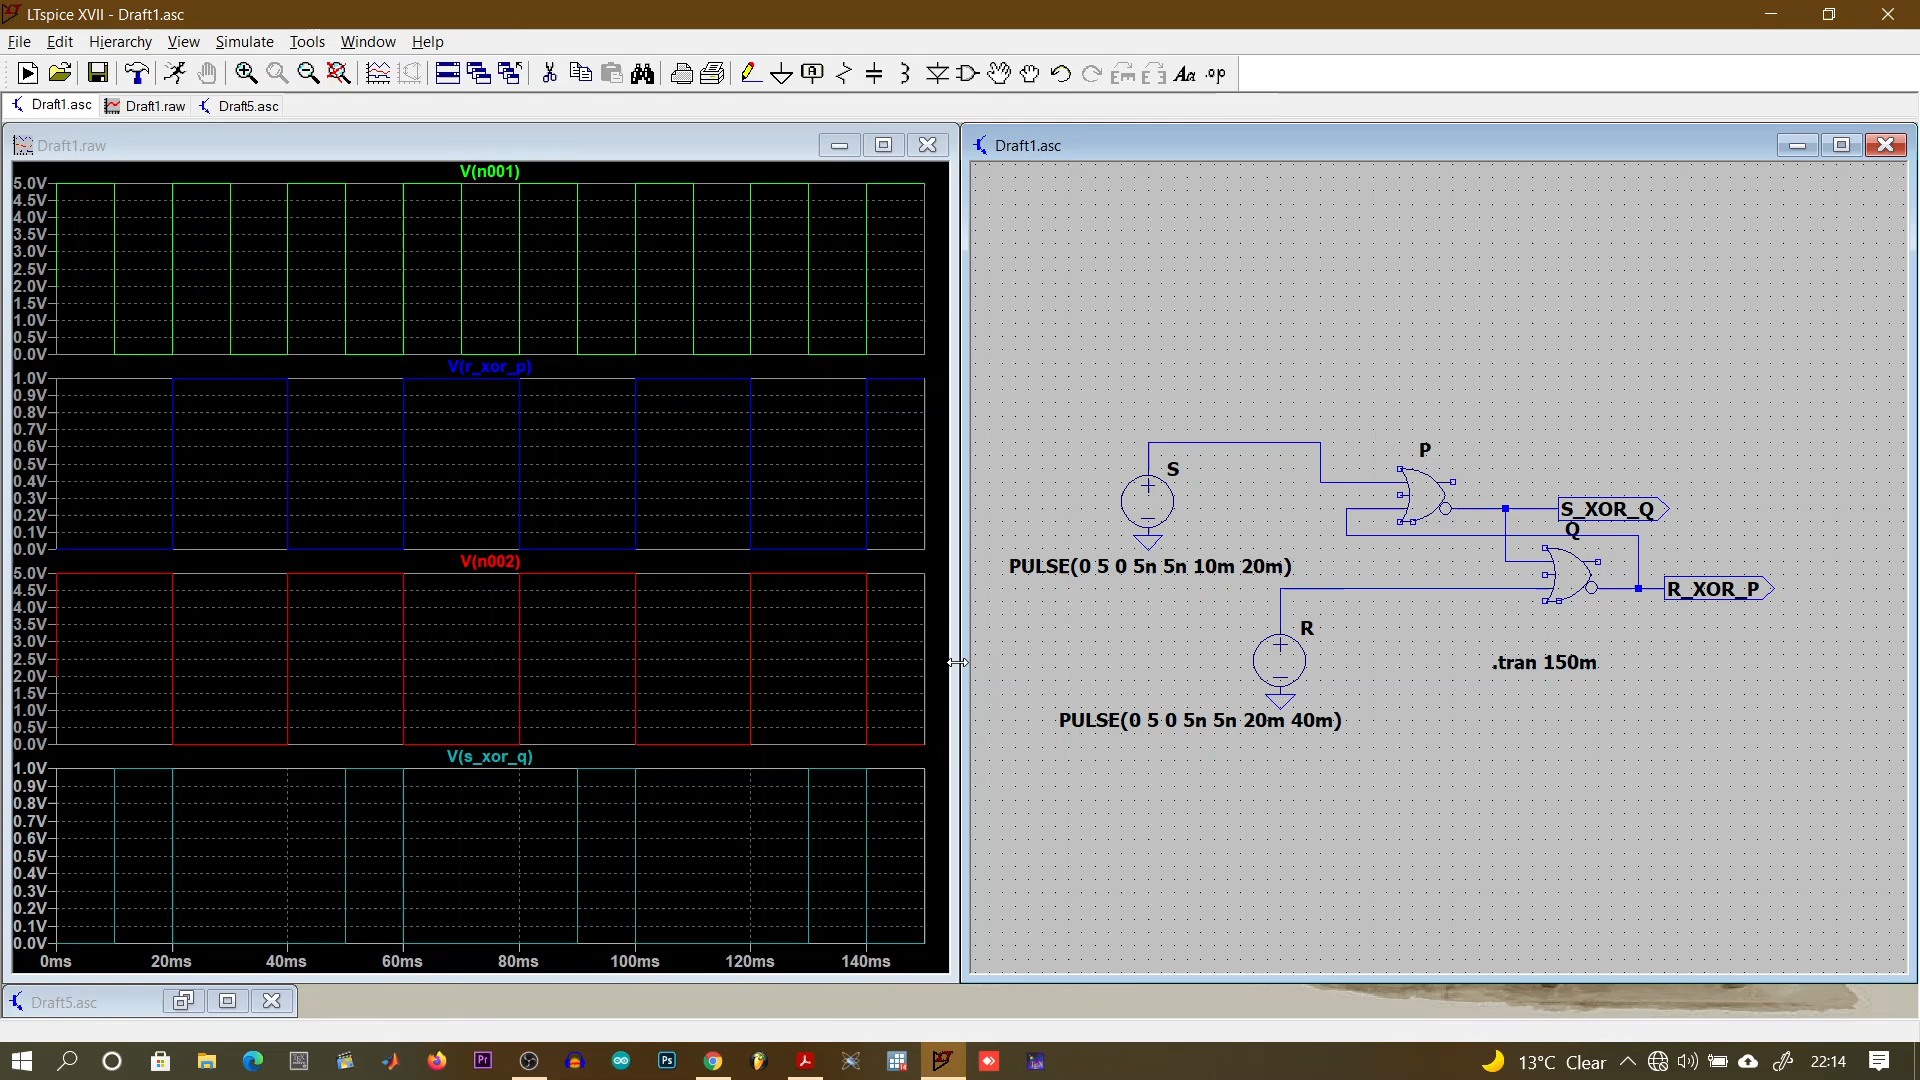 LTspice XVII - Draft1.asc
File Edit Hierarchy View Simulate Tools Window Help
Draft1.asc Draft1.raw Draft5.asc
Draft1.raw
V(n001)
5.0V
4.5V
4.0V
3.5V
3.0V
2.5V
2.0V
1.5V
1.0V
0.5V
0.0V
V(r_xor_p)
1.0V
0.9V
0.8V
0.7V
0.6V
0.5V
0.4V
0.3V
0.2V
0.1V
0.0V
V(n002)
5.0V
4.5V
4.0V
3.5V
3.0V
2.5V
2.0V
1.5V
1.0V
0.5V
0.0V
V(s_xor_q)
1.0V
0.9V
0.8V
0.7V
0.6V
0.5V
0.4V
0.3V
0.2V
0.1V
0.0V
0ms 20ms 40ms 60ms 80ms 100ms 120ms 140ms
Draft1.asc
P
S
S_XOR_Q
Q
PULSE(0 5 0 5n 5n 10m 20m)
R_XOR_P
R
.tran 150m
PULSE(0 5 0 5n 5n 20m 40m)
Draft5.asc
Pr
Ps
13°C Clear
22:14